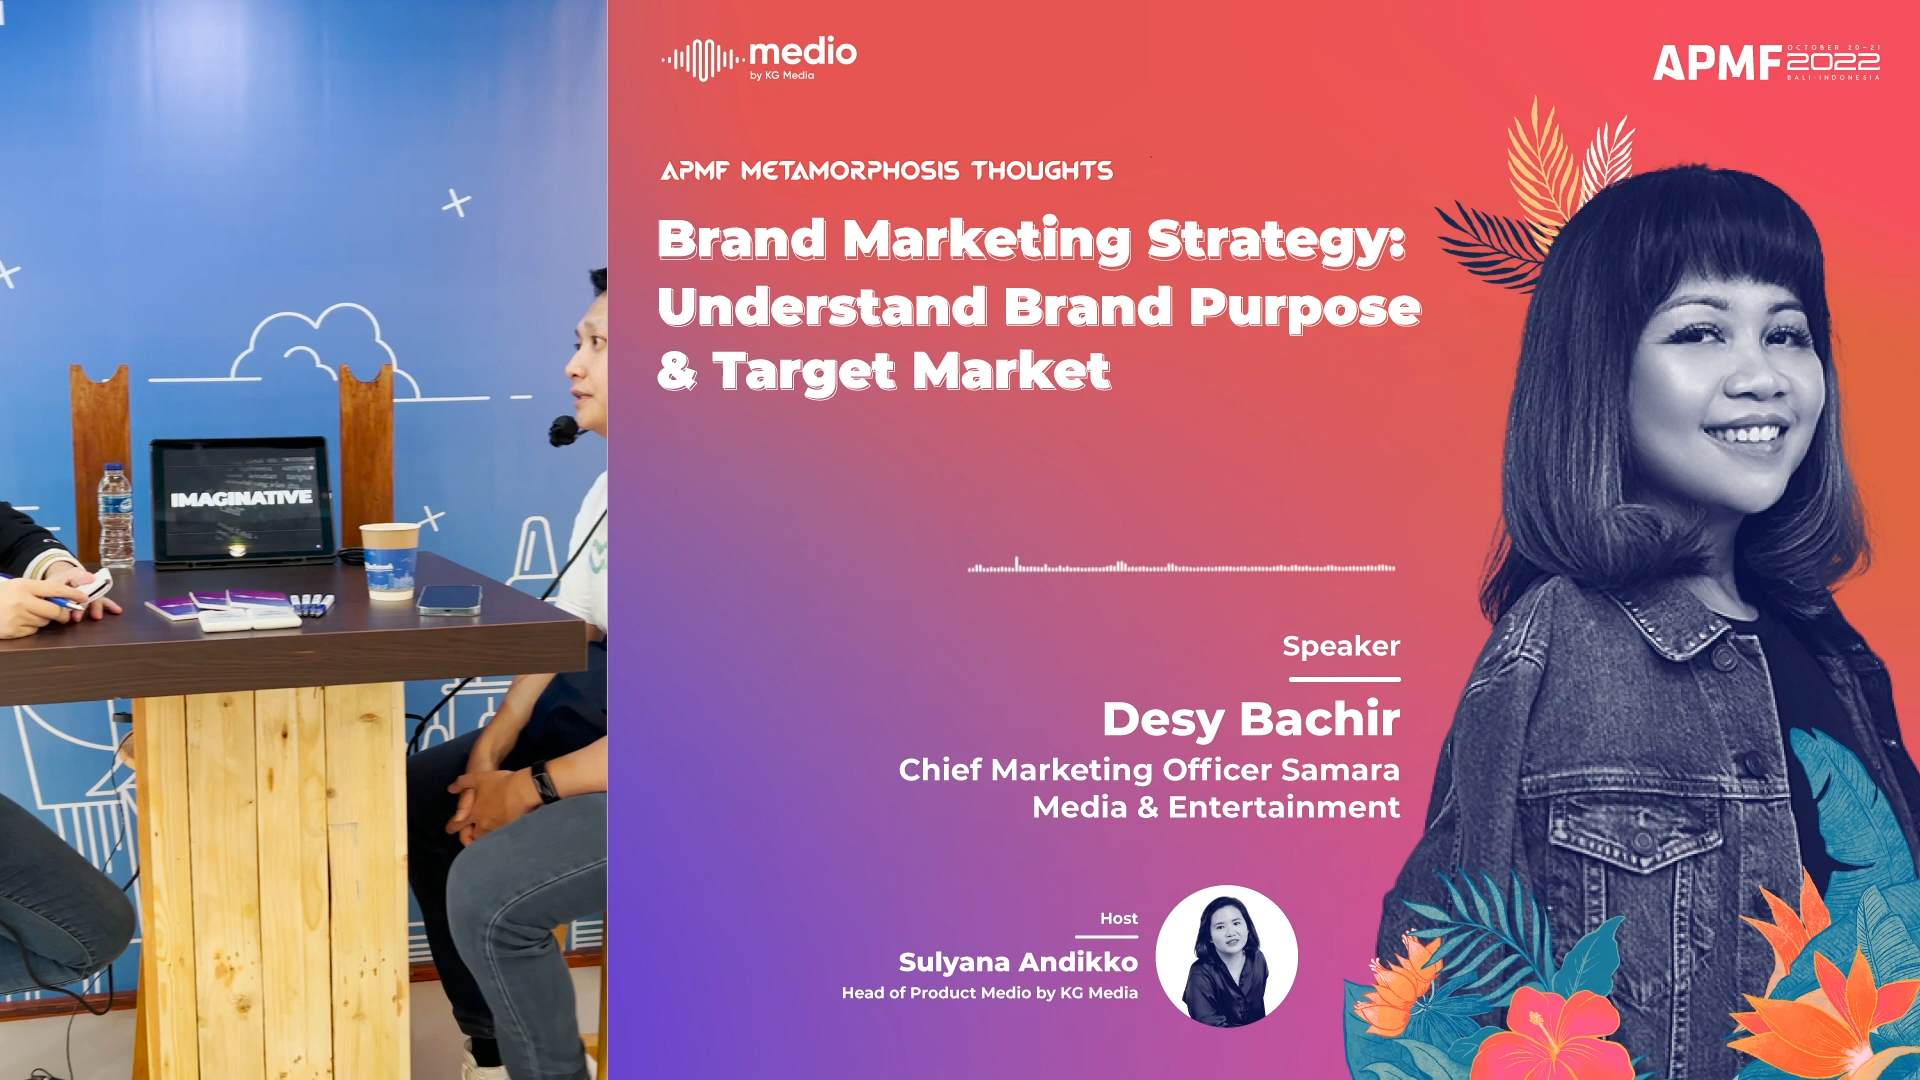 medio
by KG Media
APMF
OCTOBER 20-21
2022
BALI-INDONESIA
APMF METAMORPHOSIS THOUGHTS
Brand Marketing Strategy:
Understand Brand Purpose
& Target Market
IMAGINATIVE
Speaker
Desy Bachir
Chief Marketing Officer Samara
Media & Entertainment
Host
Sulyana Andikko
Head of Product Medio by KG Media